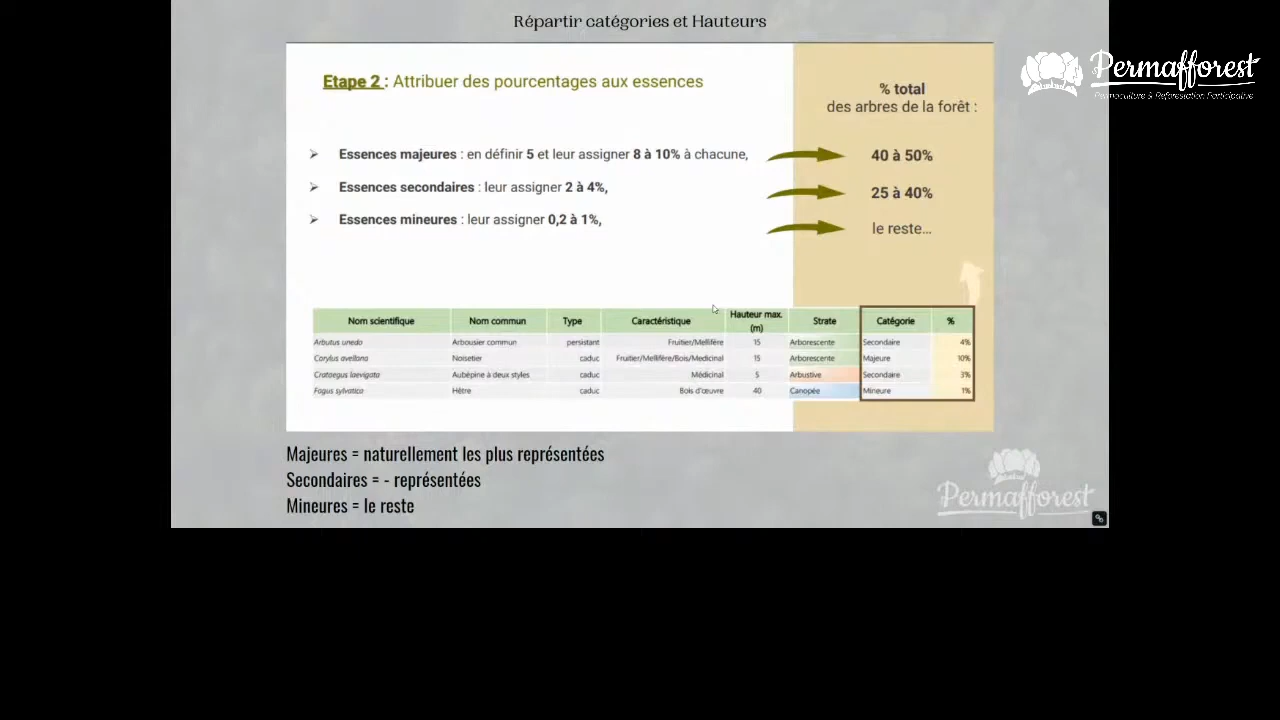 Répartir catégories et Hauteurs
Permafforest
Permaculture & Reforestation Participative
Etape 2 : Attribuer des pourcentages aux essences
% total
des arbres de la forêt :
➢ Essences majeures : en définir 5 et leur assigner 8 à 10% à chacune,
40 à 50%
➢ Essences secondaires : leur assigner 2 à 4%,
25 à 40%
➢ Essences mineures : leur assigner 0,2 à 1%,
le reste...
Nom scientifique Nom commun Type Caractéristique Hauteur max. (m) Strate Catégorie %
Arbutus unedo Arbousier commun persistant Fruitier/Mellifère 15 Arborescente Secondaire 4%
Corylus avellana Noisetier caduc Fruitier/Mellifère/Bois/Medicinal 15 Arborescente Majeure 10%
Crataegus laevigata Aubépine à deux styles caduc Médicinal 5 Arbustive Secondaire 3%
Fagus sylvatica Hêtre caduc Bois d'œuvre 40 Canopée Mineure 1%
Majeures = naturellement les plus représentées
Secondaires = - représentées
Mineures = le reste
Permafforest